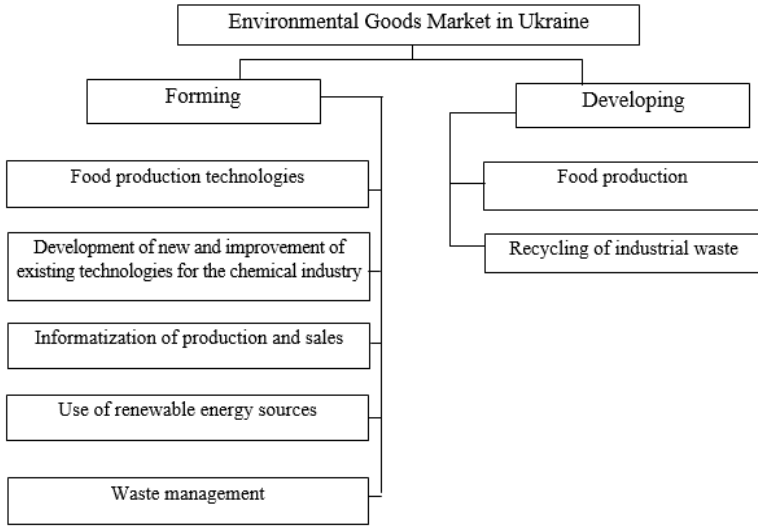 Environmental Goods Market in Ukraine
Forming
Food production technologies
Development of new and improvement of
existing technologies for the chemical industry
Informatization of production and sales
Use of renewable energy sources
Waste management
Developing
Food production
Recycling of industrial waste